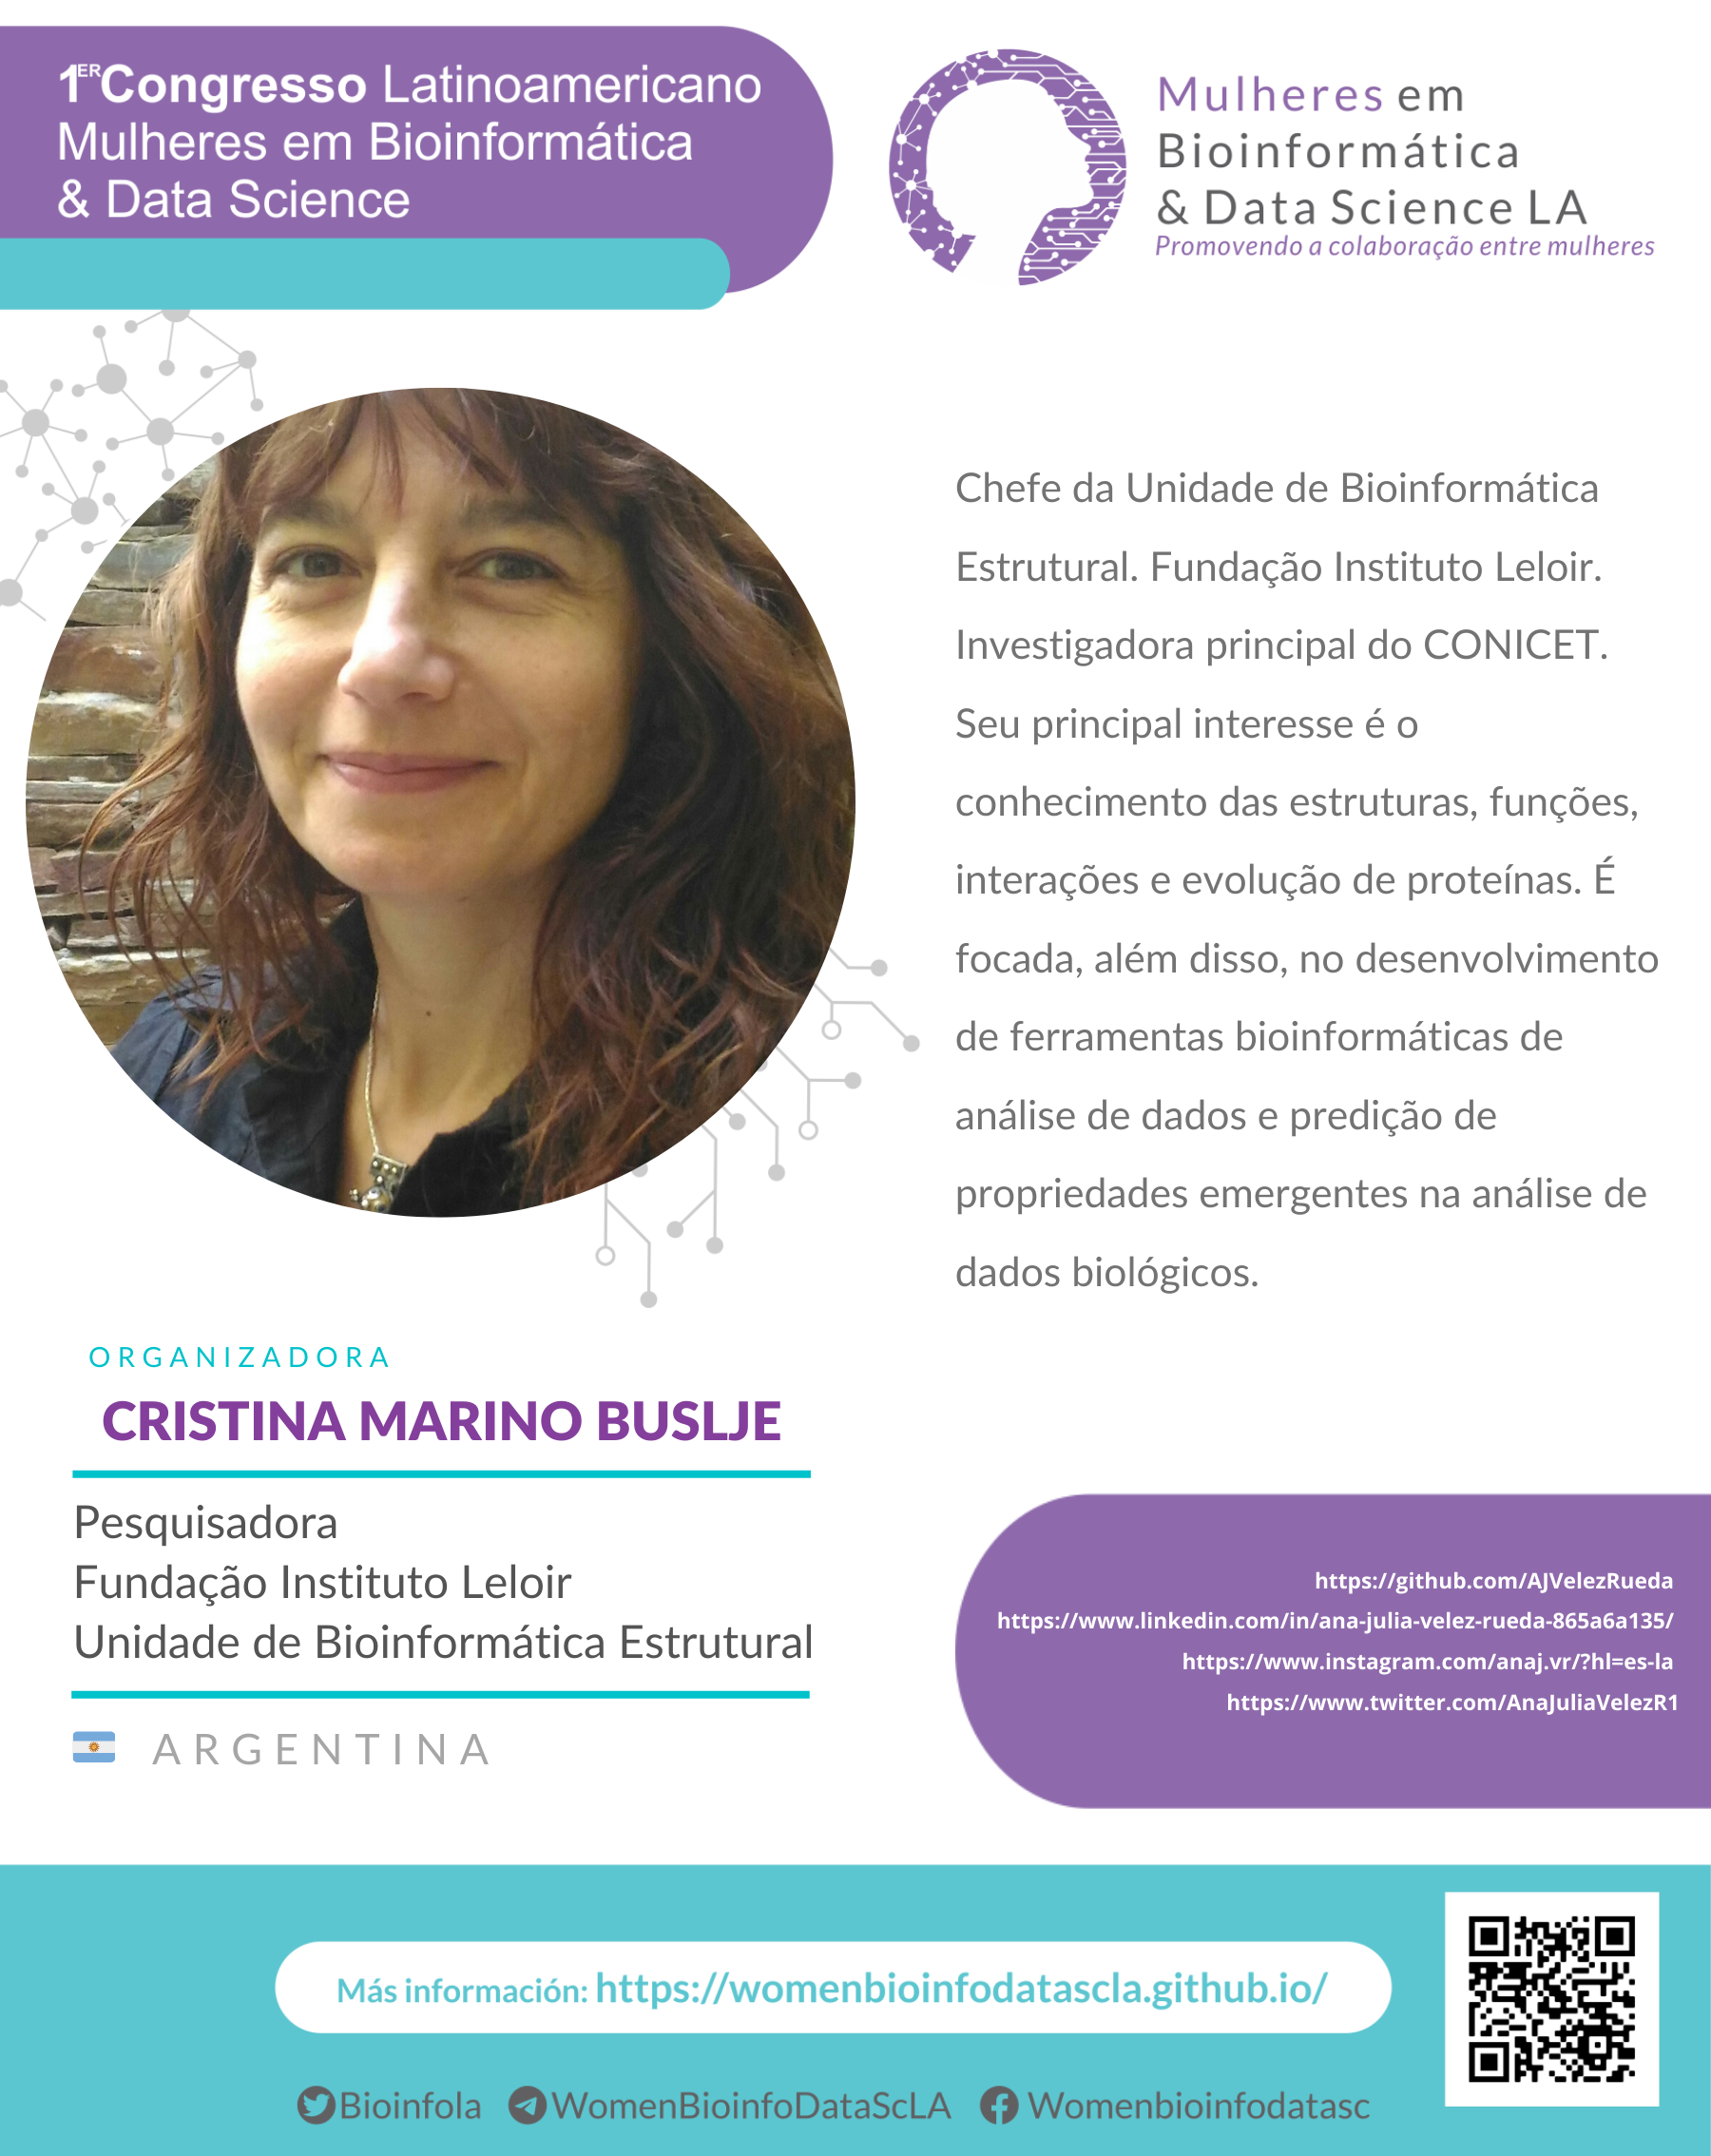 1ERCongresso Latinoamericano
Mulheres em Bioinformática
& Data Science
Mulheres em
Bioinformática
& Data Science LA
Promovendo a colaboração entre mulheres
Chefe da Unidade de Bioinformática
Estrutural. Fundação Instituto Leloir.
Investigadora principal do CONICET.
Seu principal interesse é o
conhecimento das estruturas, funções,
interações e evolução de proteínas. É
focada, além disso, no desenvolvimento
de ferramentas bioinformáticas de
análise de dados e predição de
propriedades emergentes na análise de
dados biológicos.
ORGANIZADORA
CRISTINA MARINO BUSLJE
Pesquisadora
Fundação Instituto Leloir
Unidade de Bioinformática Estrutural
ARGENTINA
https://github.com/AJVelezRueda
https://www.linkedin.com/in/ana-julia-velez-rueda-865a6a135/
https://www.instagram.com/anaj.vr/?hl=es-la
https://www.twitter.com/AnaJuliaVelezR1
Más información: https://womenbioinfodatascla.github.io/
Bioinfola WomenBioinfoDataScLA Womenbioinfodatasc